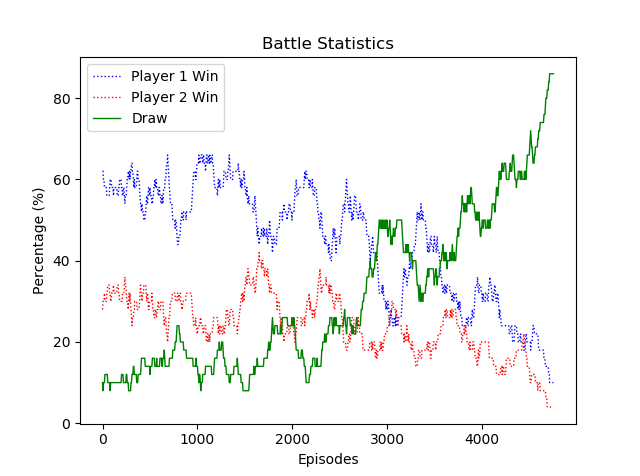 Battle Statistics
Player 1 Win
Player 2 Win
Draw
Percentage (%)
80
60
40
20
0
0 1000 2000 3000 4000
Episodes